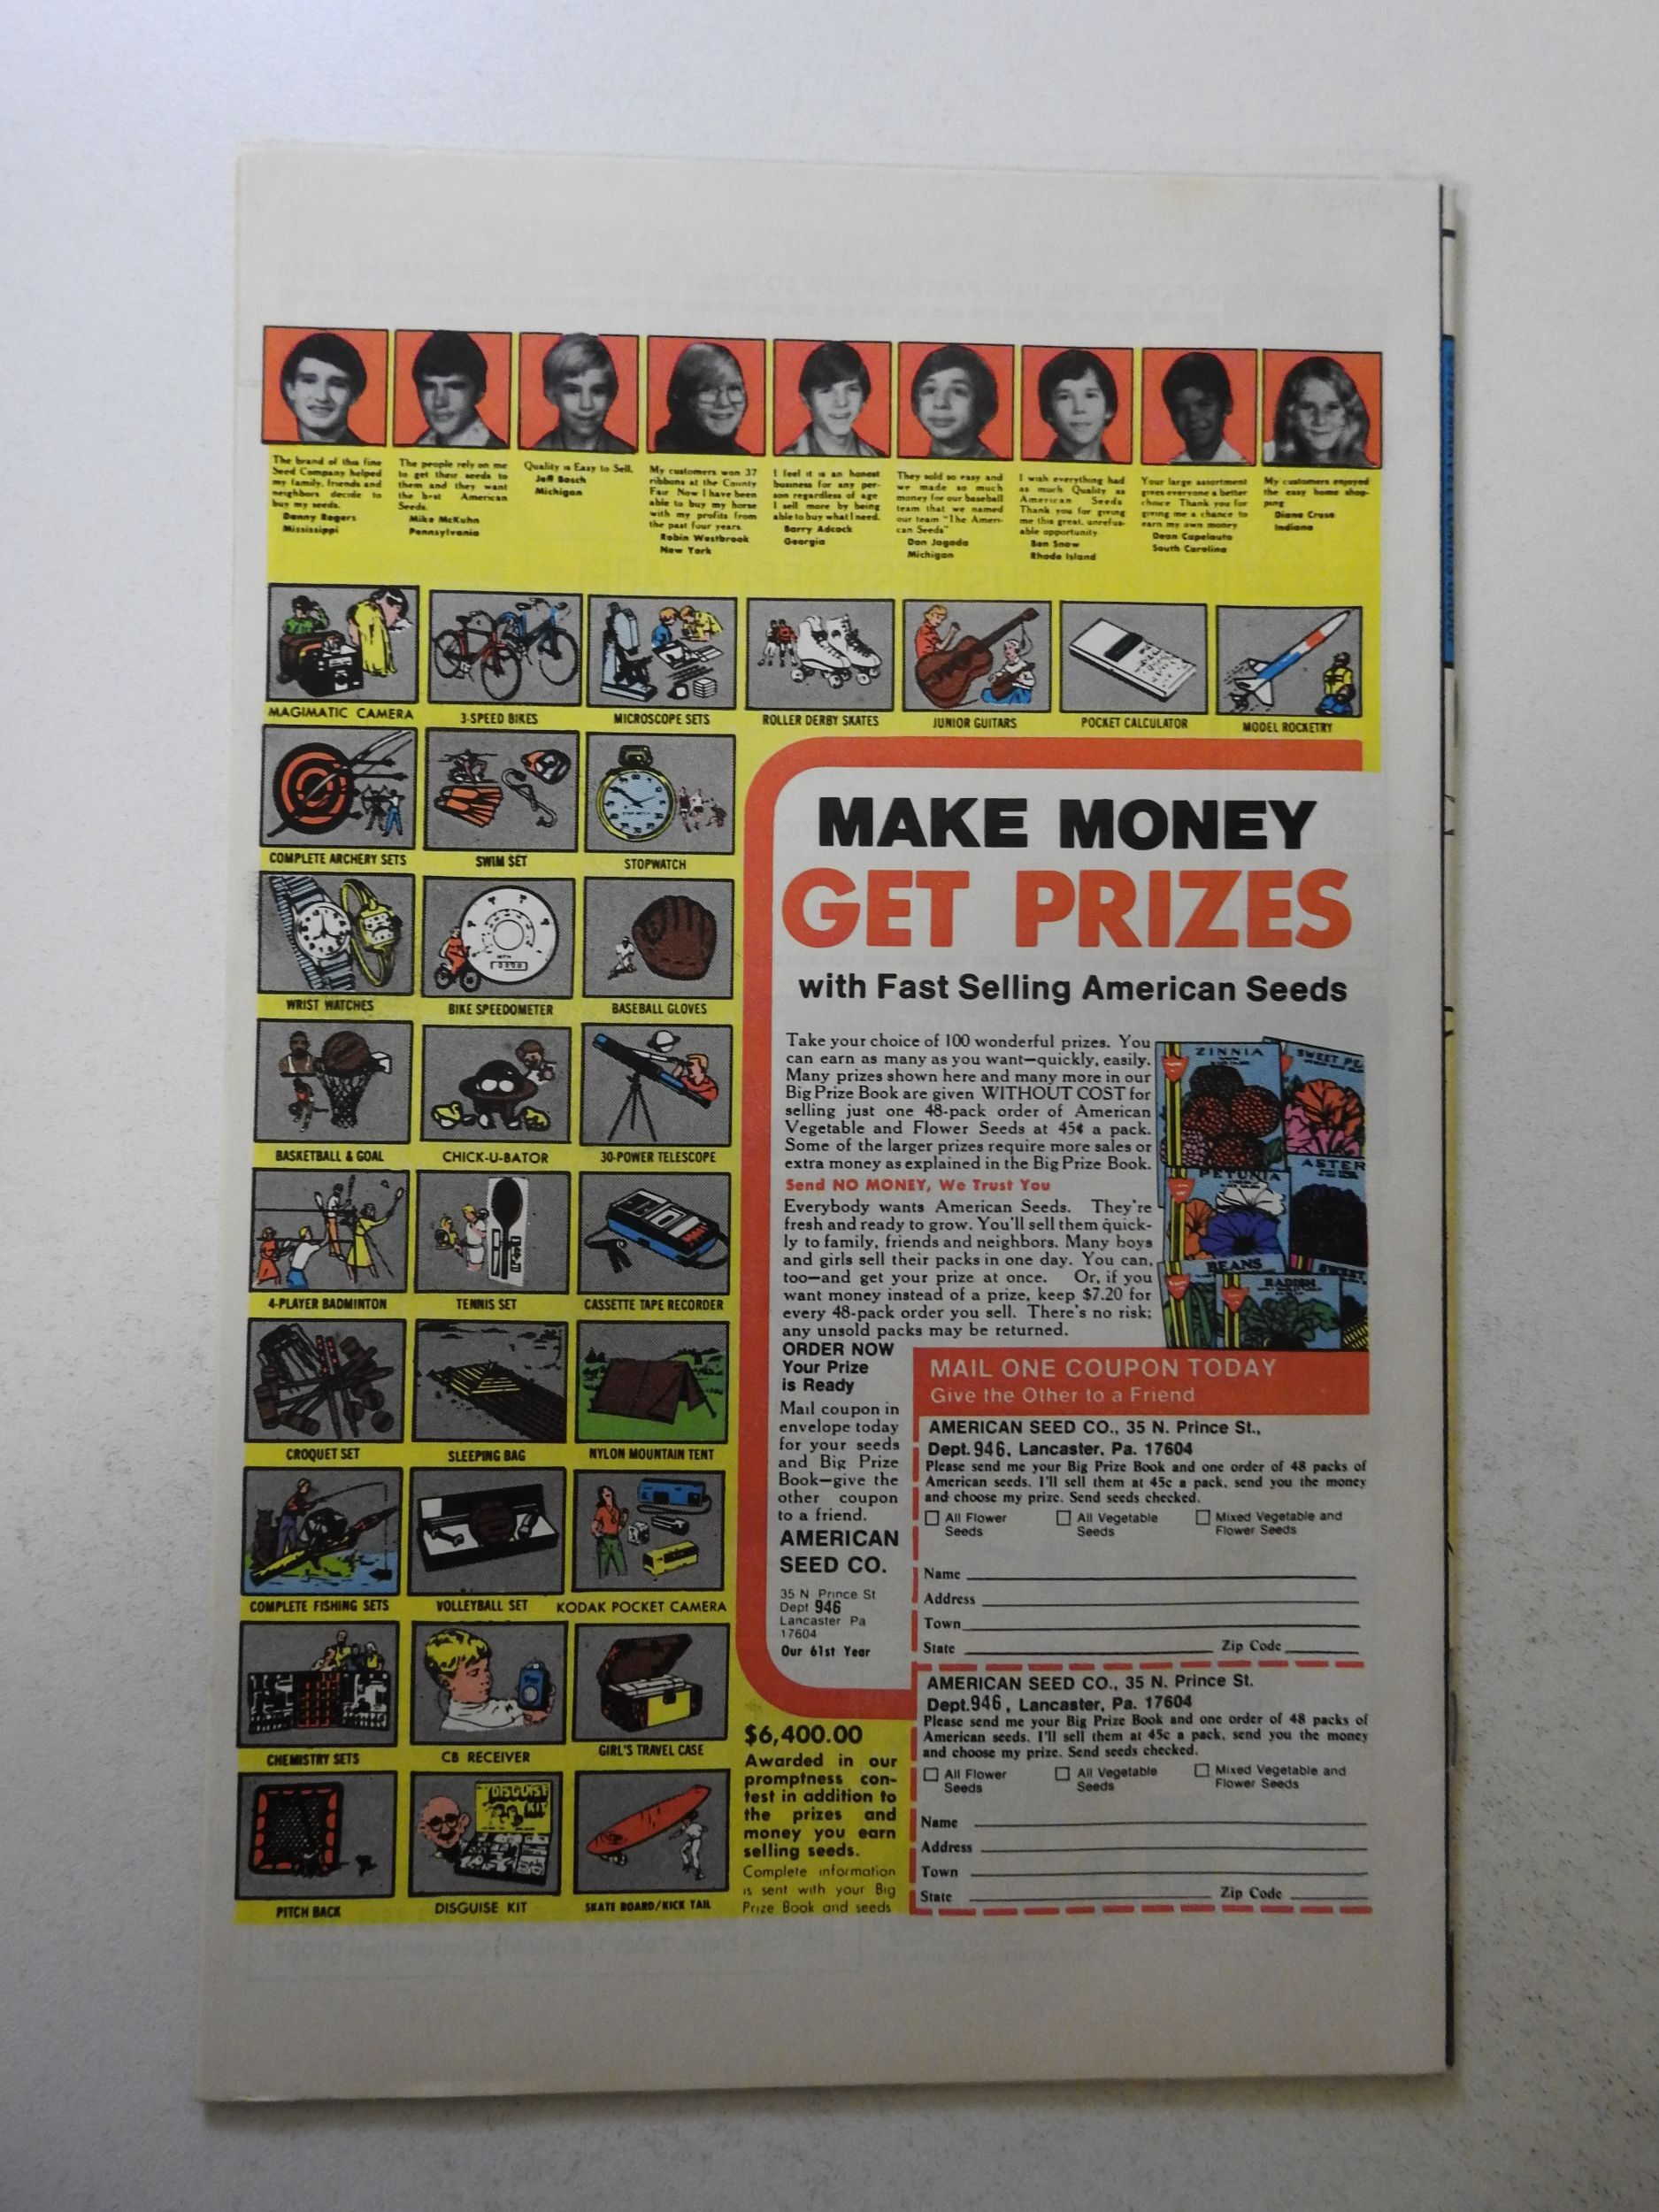 The brand of this fine
Seed Company helped
my family, friends and
neighbors decide to
buy my seeds.
Danny Rogers
Mississippi
The people rely on me
to get their seeds to
them and they want
the best American
Seeds.
Mike McKuhn
Pennsylvania
Quality is Easy to Sell.
Jeff Bosch
Michigan
My customers won 37
ribbons at the County
Fair Now I have been
able to buy my horse
with my profits from
the past four years.
Robin Westbrook
New York
I feel it is an honest
business for any per-
son regardless of age
I sell more by being
able to buy what I need.
Barry Adcock
Georgia
They sold so easy and
we made so much
money for our baseball
team that we named
our team "The Ameri-
can Seeds"
Dan Jagoda
Michigan
I wish everything had
as much Quality as
American Seeds
Thank you for giving
me this great, unrefus-
able opportunity
Ben Snow
Rhode Island
Your large assortment
gives everyone a better
choice Thank you for
giving me a chance to
earn my own money
Dean Capelouto
South Carolina
My customers enjoyed
the easy home shop-
ping
Diane Cruse
Indiana
MAGIMATIC CAMERA
3-SPEED BIKES
MICROSCOPE SETS
ROLLER DERBY SKATES
JUNIOR GUITARS
POCKET CALCULATOR
MODEL ROCKETRY
COMPLETE ARCHERY SETS
SWIM SET
STOPWATCH
WRIST WATCHES
BIKE SPEEDOMETER
BASEBALL GLOVES
BASKETBALL & GOAL
CHICK-U-BATOR
30-POWER TELESCOPE
4-PLAYER BADMINTON
TENNIS SET
CASSETTE TAPE RECORDER
CROQUET SET
SLEEPING BAG
NYLON MOUNTAIN TENT
COMPLETE FISHING SETS
VOLLEYBALL SET
KODAK POCKET CAMERA
CHEMISTRY SETS
CB RECEIVER
GIRL'S TRAVEL CASE
DISGUISE
KIT
PITCH BACK
DISGUISE KIT
SKATE BOARD/KICK TAIL
MAKE MONEY
GET PRIZES
with Fast Selling American Seeds
Take your choice of 100 wonderful prizes. You
can earn as many as you want—quickly, easily.
Many prizes shown here and many more in our
Big Prize Book are given WITHOUT COST for
selling just one 48-pack order of American
Vegetable and Flower Seeds at 45¢ a pack.
Some of the larger prizes require more sales or
extra money as explained in the Big Prize Book.
Send NO MONEY, We Trust You
Everybody wants American Seeds. They're
fresh and ready to grow. You'll sell them quick-
ly to family, friends and neighbors. Many boys
and girls sell their packs in one day. You can,
too—and get your prize at once. Or, if you
want money instead of a prize, keep $7.20 for
every 48-pack order you sell. There's no risk;
any unsold packs may be returned.
ZINNIA
SWEET PE
PETUNIA
ASTER
BEANS
RADISH
SWEET
ORDER NOW
Your Prize
is Ready
Mail coupon in
envelope today
for your seeds
and Big Prize
Book—give the
other coupon
to a friend.
AMERICAN
SEED CO.
35 N Prince St
Dept 946
Lancaster Pa
17604
Our 61st Year
$6,400.00
Awarded in our
promptness con-
test in addition to
the prizes and
money you earn
selling seeds.
Complete information
is sent with your Big
Prize Book and seeds
MAIL ONE COUPON TODAY
Give the Other to a Friend
AMERICAN SEED CO., 35 N. Prince St.,
Dept. 946, Lancaster, Pa. 17604
Please send me your Big Prize Book and one order of 48 packs of
American seeds. I'll sell them at 45c a pack, send you the money
and choose my prize. Send seeds checked.
All Flower Seeds
All Vegetable Seeds
Mixed Vegetable and Flower Seeds
Name
Address
Town
State Zip Code
AMERICAN SEED CO., 35 N. Prince St.
Dept. 946, Lancaster, Pa. 17604
Please send me your Big Prize Book and one order of 48 packs of
American seeds. I'll sell them at 45c a pack, send you the money
and choose my prize. Send seeds checked.
All Flower Seeds
All Vegetable Seeds
Mixed Vegetable and Flower Seeds
Name
Address
Town
State Zip Code